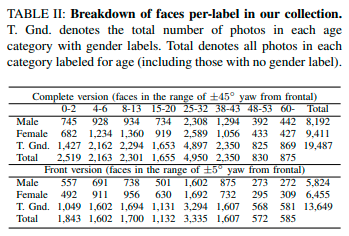 TABLE II: Breakdown of faces per-label in our collection.
T. Gnd. denotes the total number of photos in each age
category with gender labels. Total denotes all photos in each
category labeled for age (including those with no gender label).
Complete version (faces in the range of ±45° yaw from frontal)
0-2 4-6 8-13 15-20 25-32 38-43 48-53 60- Total
Male 745 928 934 734 2,308 1,294 392 442 8,192
Female 682 1,234 1,360 919 2,589 1,056 433 427 9,411
T. Gnd. 1,427 2,162 2,294 1,653 4,897 2,350 825 869 19,487
Total 2,519 2,163 2,301 1,655 4,950 2,350 830 875
Front version (faces in the range of ±5° yaw from frontal)
Male 557 691 738 501 1,602 875 273 272 5,824
Female 492 911 956 630 1,692 732 295 309 6,455
T. Gnd. 1,049 1,602 1,694 1,131 3,294 1,607 568 581 13,649
Total 1,843 1,602 1,700 1,132 3,335 1,607 572 585